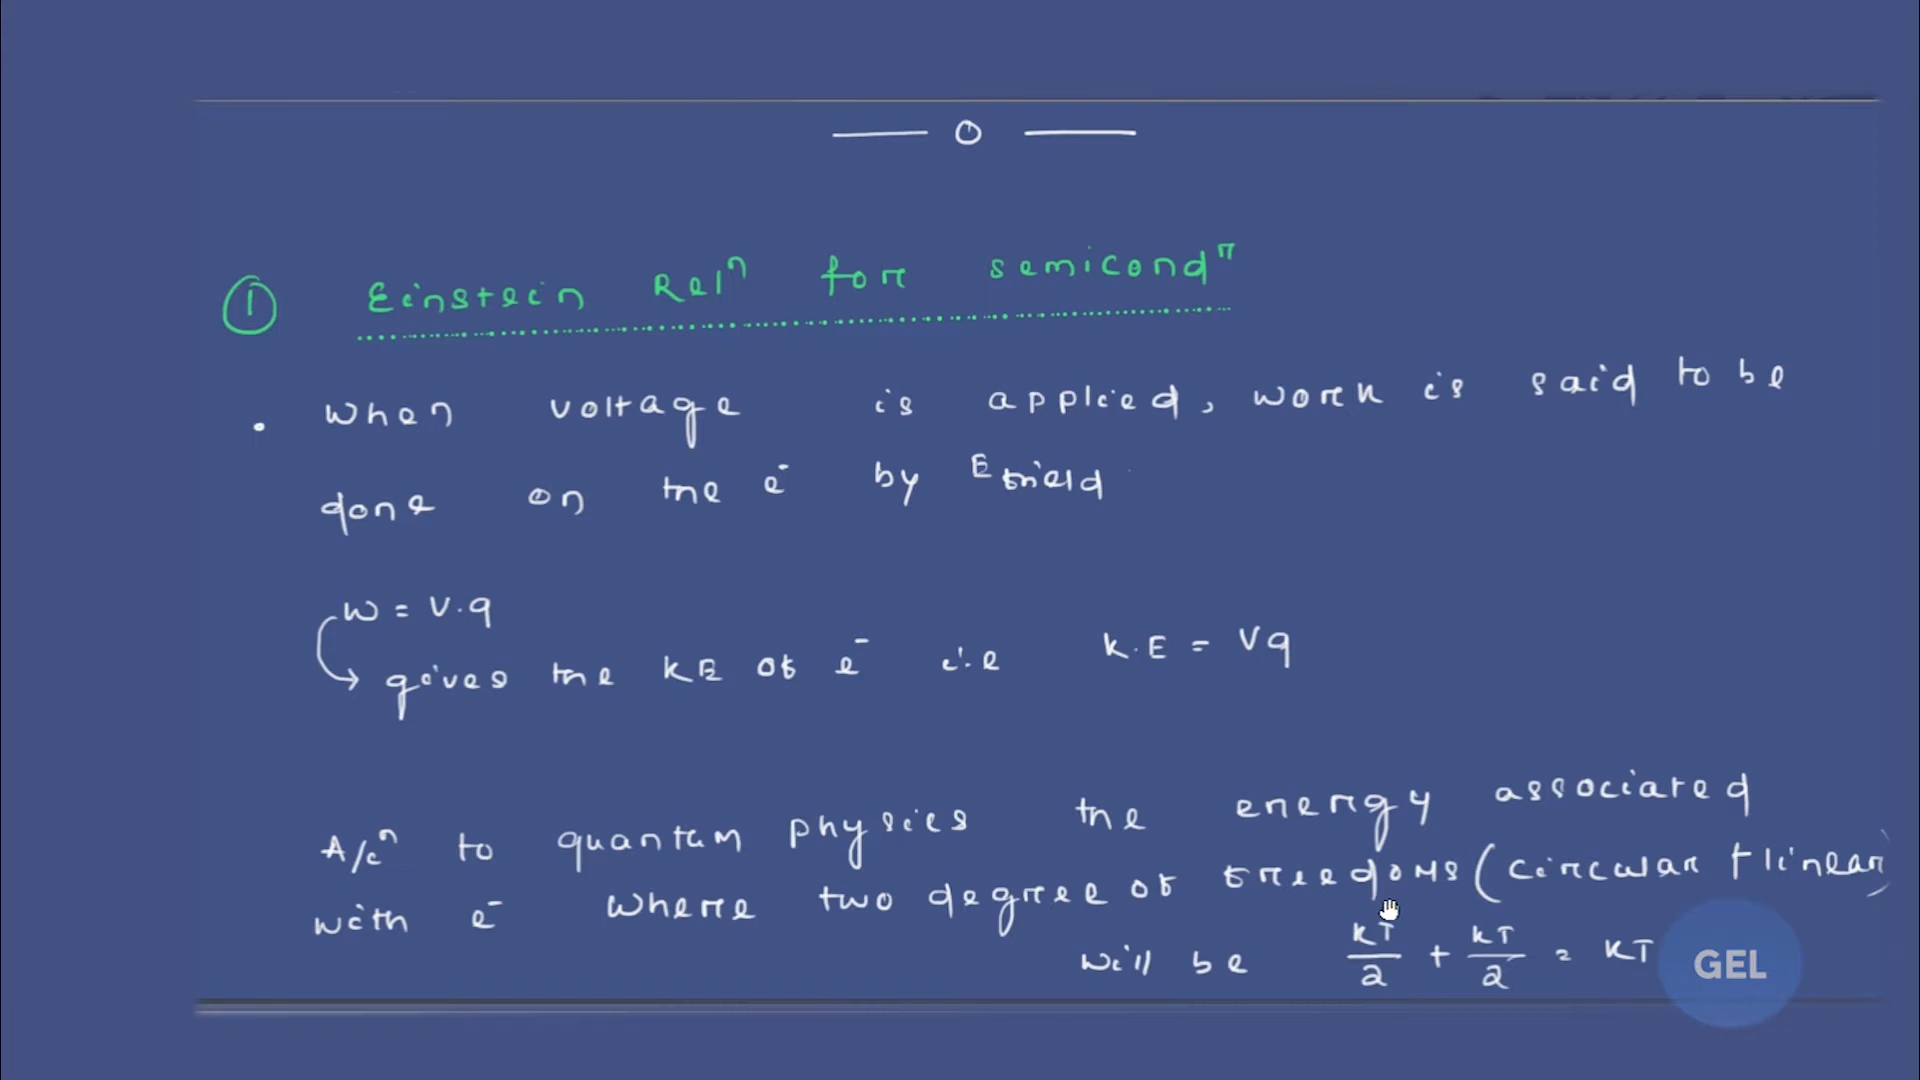 ① Einstein Relⁿ for semicondʳ
• When voltage is applied, work is said to be
done on the e⁻ by E field
W = V.q
→ gives the KE of e⁻ i.e K.E = Vq
A/cⁿ to quantum physics the energy associated
with e⁻ where two degree of freedoms (circular + linear)
will be KT/2 + KT/2 = KT
GEL